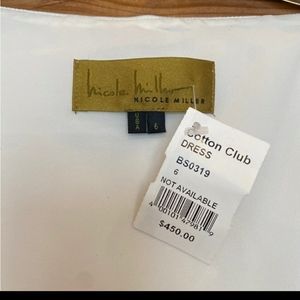 Nicole Miller
NICOLE MILLER
USA
6
Cotton Club
DRESS
BS0319
6
NOT AVAILABLE
$450.00